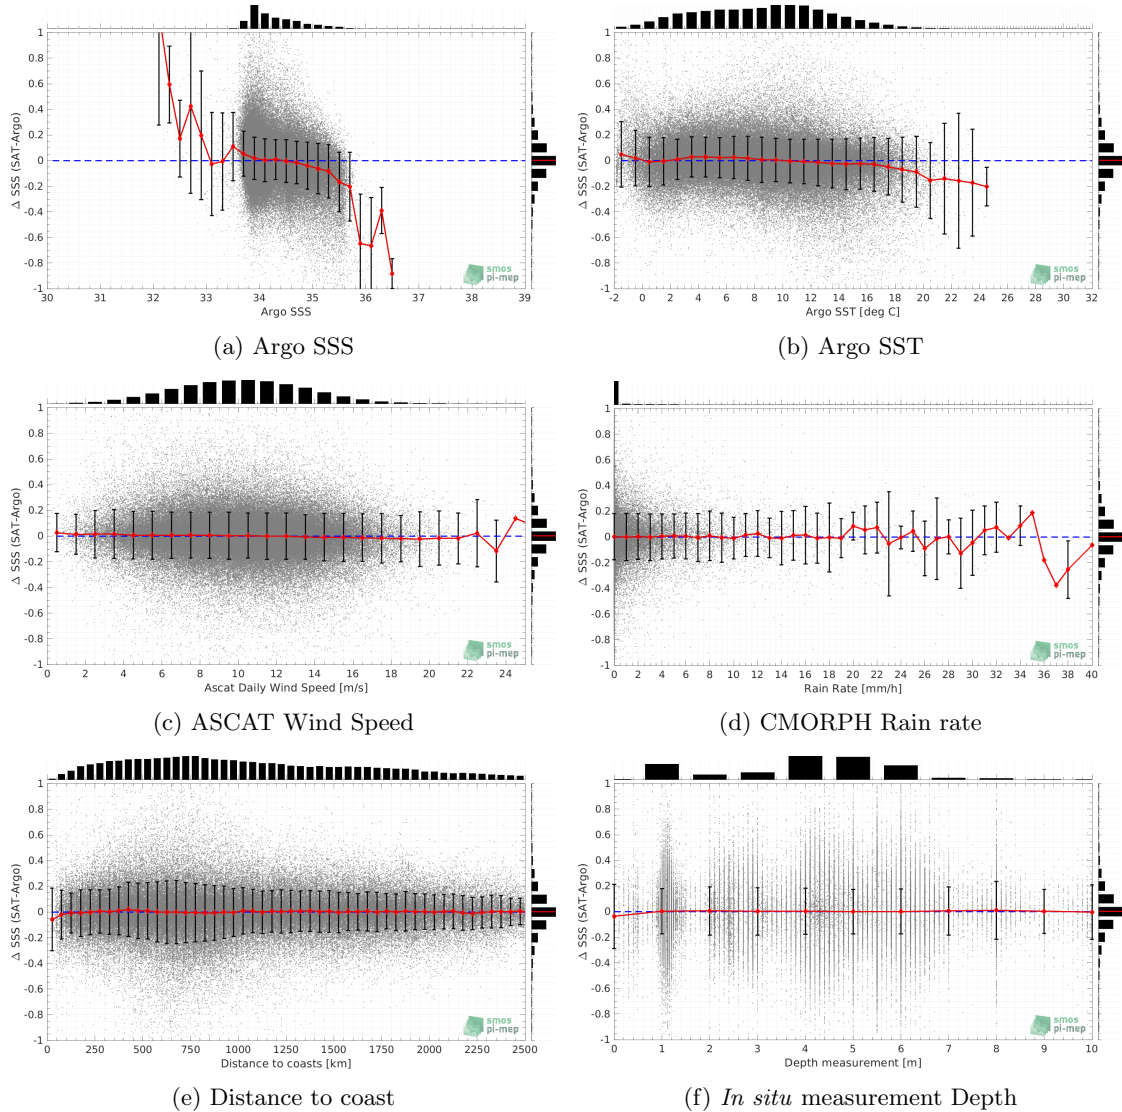 1
0.8
0.6
0.4
0.2
0
-0.2
-0.4
-0.6
-0.8
-1
Δ SSS (SAT-Argo)
smos
pi-mep
30 31 32 33 34 35 36 37 38 39
Argo SSS
(a) Argo SSS
1
0.8
0.6
0.4
0.2
0
-0.2
-0.4
-0.6
-0.8
-1
Δ SSS (SAT-Argo)
smos
pi-mep
-2 0 2 4 6 8 10 12 14 16 18 20 22 24 26 28 30 32
Argo SST [deg C]
(b) Argo SST
1
0.8
0.6
0.4
0.2
0
-0.2
-0.4
-0.6
-0.8
-1
Δ SSS (SAT-Argo)
smos
pi-mep
0 2 4 6 8 10 12 14 16 18 20 22 24
Ascat Daily Wind Speed [m/s]
(c) ASCAT Wind Speed
1
0.8
0.6
0.4
0.2
0
-0.2
-0.4
-0.6
-0.8
-1
Δ SSS (SAT-Argo)
smos
pi-mep
0 2 4 6 8 10 12 14 16 18 20 22 24 26 28 30 32 34 36 38 40
Rain Rate [mm/h]
(d) CMORPH Rain rate
1
0.8
0.6
0.4
0.2
0
-0.2
-0.4
-0.6
-0.8
-1
Δ SSS (SAT-Argo)
smos
pi-mep
0 250 500 750 1000 1250 1500 1750 2000 2250 2500
Distance to coasts [km]
(e) Distance to coast
1
0.8
0.6
0.4
0.2
0
-0.2
-0.4
-0.6
-0.8
-1
Δ SSS (SAT-Argo)
smos
pi-mep
0 1 2 3 4 5 6 7 8 9 10
Depth measurement [m]
(f) In situ measurement Depth